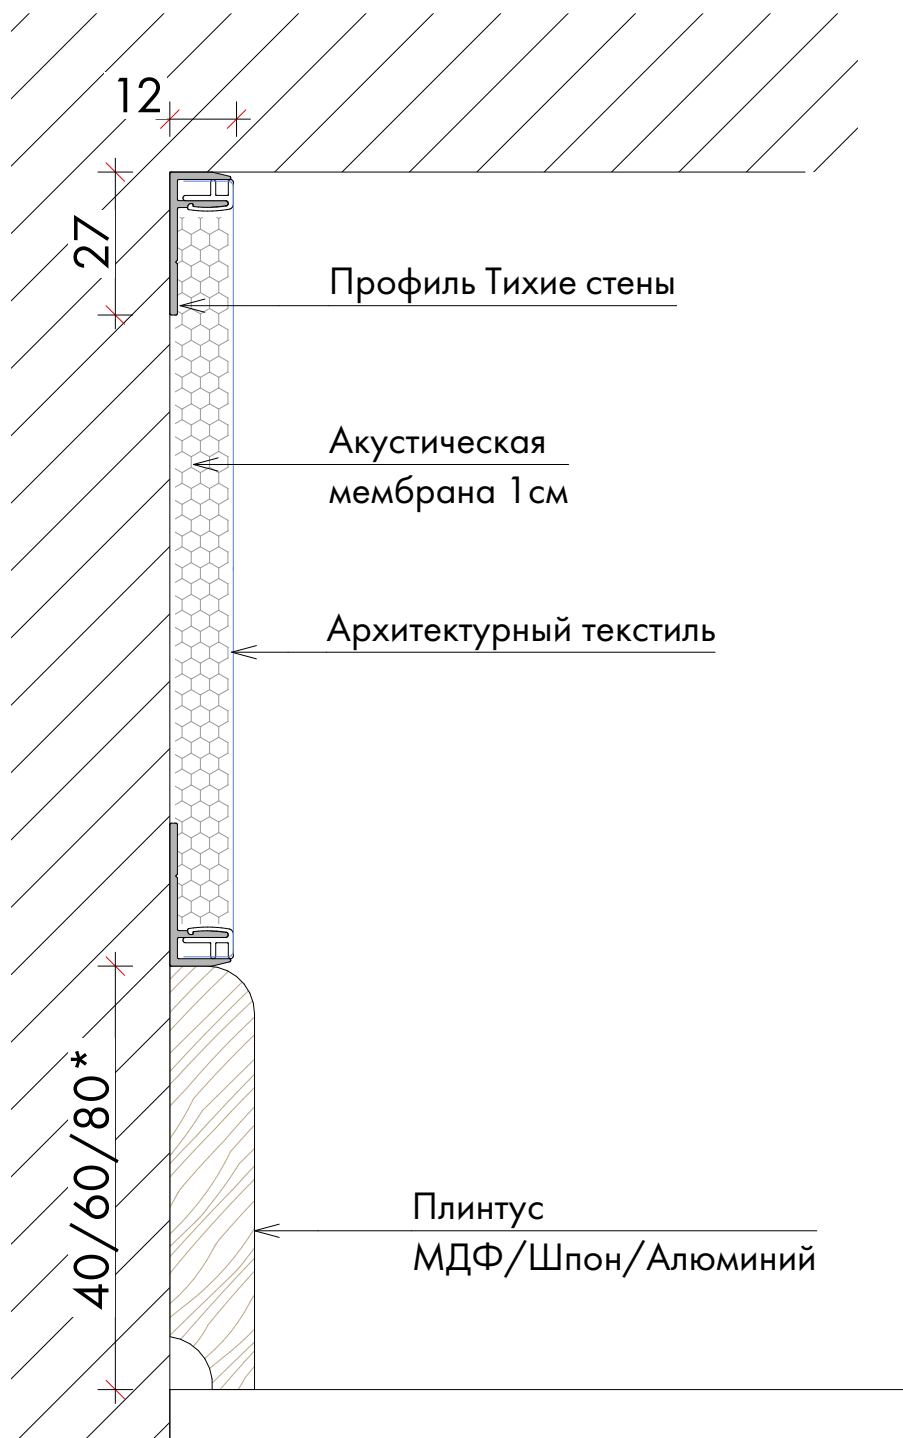 12
27
Профиль Тихие стены
Акустическая
мембрана 1см
Архитектурный текстиль
40/60/80*
Плинтус
МДФ/Шпон/Алюминий